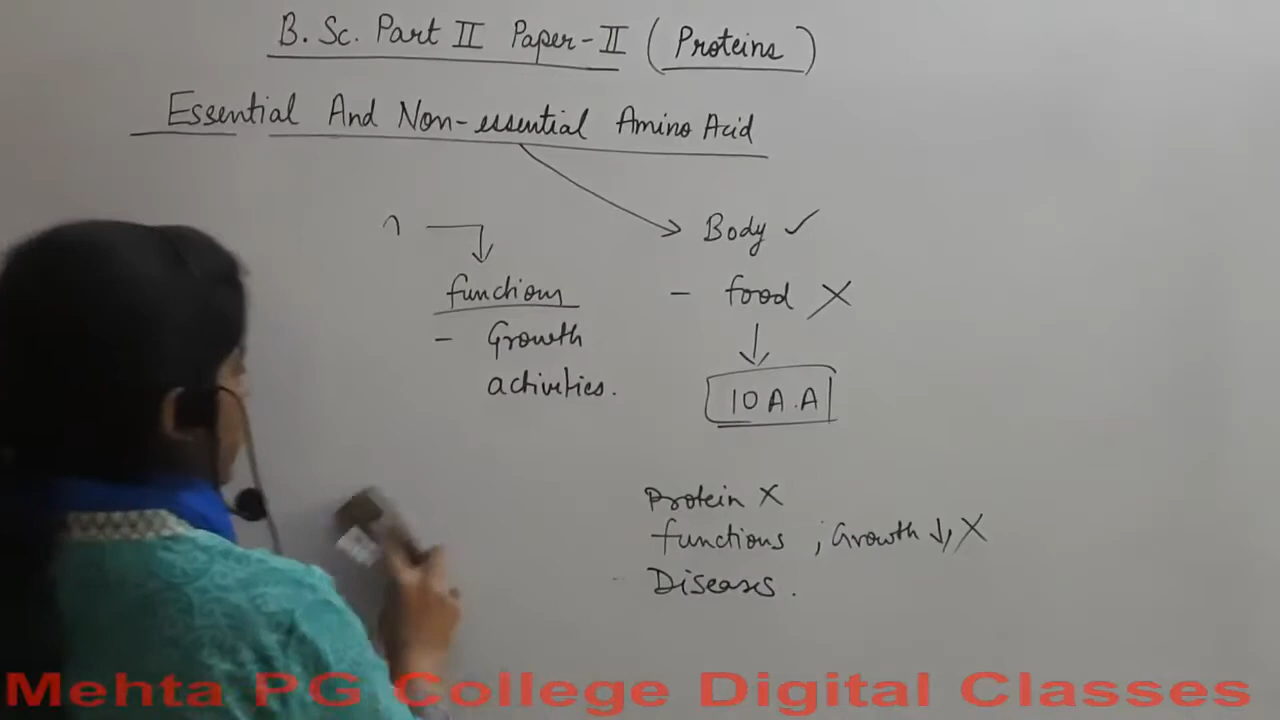 B. Sc. Part II Paper-II (Proteins)
Essential And Non-essential Amino Acid
functions
- Growth
activities.
Body ✓
- food X
10 A.A
Protein X
functions ; Growth ↓, X
Diseases.
Mehta PG College Digital Classes